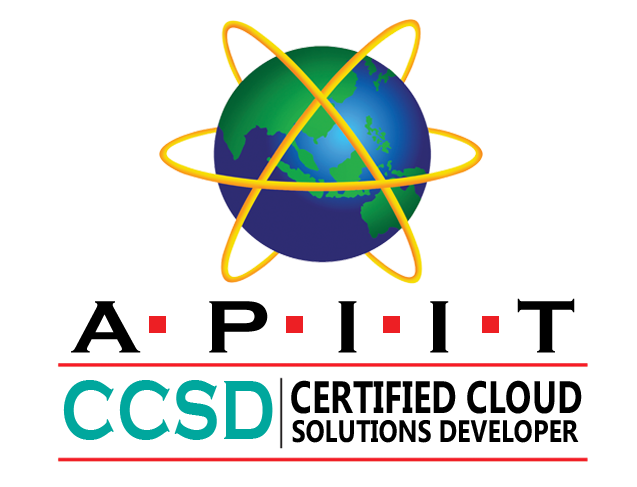 A·P·I·I·T
CCSD
CERTIFIED CLOUD
SOLUTIONS DEVELOPER